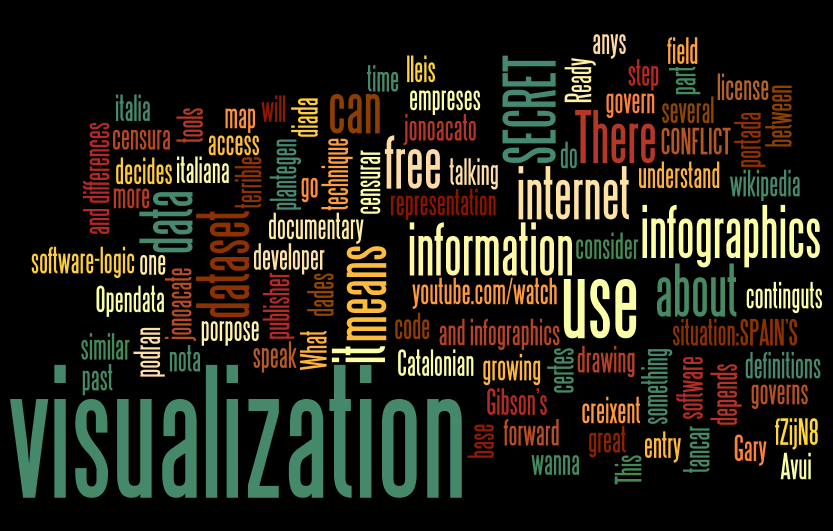 anys
field
lleis
time
step
part
Ready
SECRET
empreses
govern
license
italia
tools
map
will
diada
can
jonoacato
several
between
There
CONFLICT
portada
censura
access
and differences
decides
italiana
terrible
plantegen
go
technique
censurar
free
talking
do
understand
wikipedia
more
data
representation
internet
documentary
dataset
information
consider
infographics
software-logic
one
developer
means
jonoacate
Opendata
publisher
dades
youtube.com/watch
use
about
continguts
porpose
podran
code
and infographics
situation:SPAIN'S
similar
nota
speak
What
it
Catalonian
growing
certes
drawing
something
software
depends
definitions
past
governs
visualization
Gibson's
creixent
base
forward
great
entry
tancar
Gary
fZijN8
wanna
This
Avui